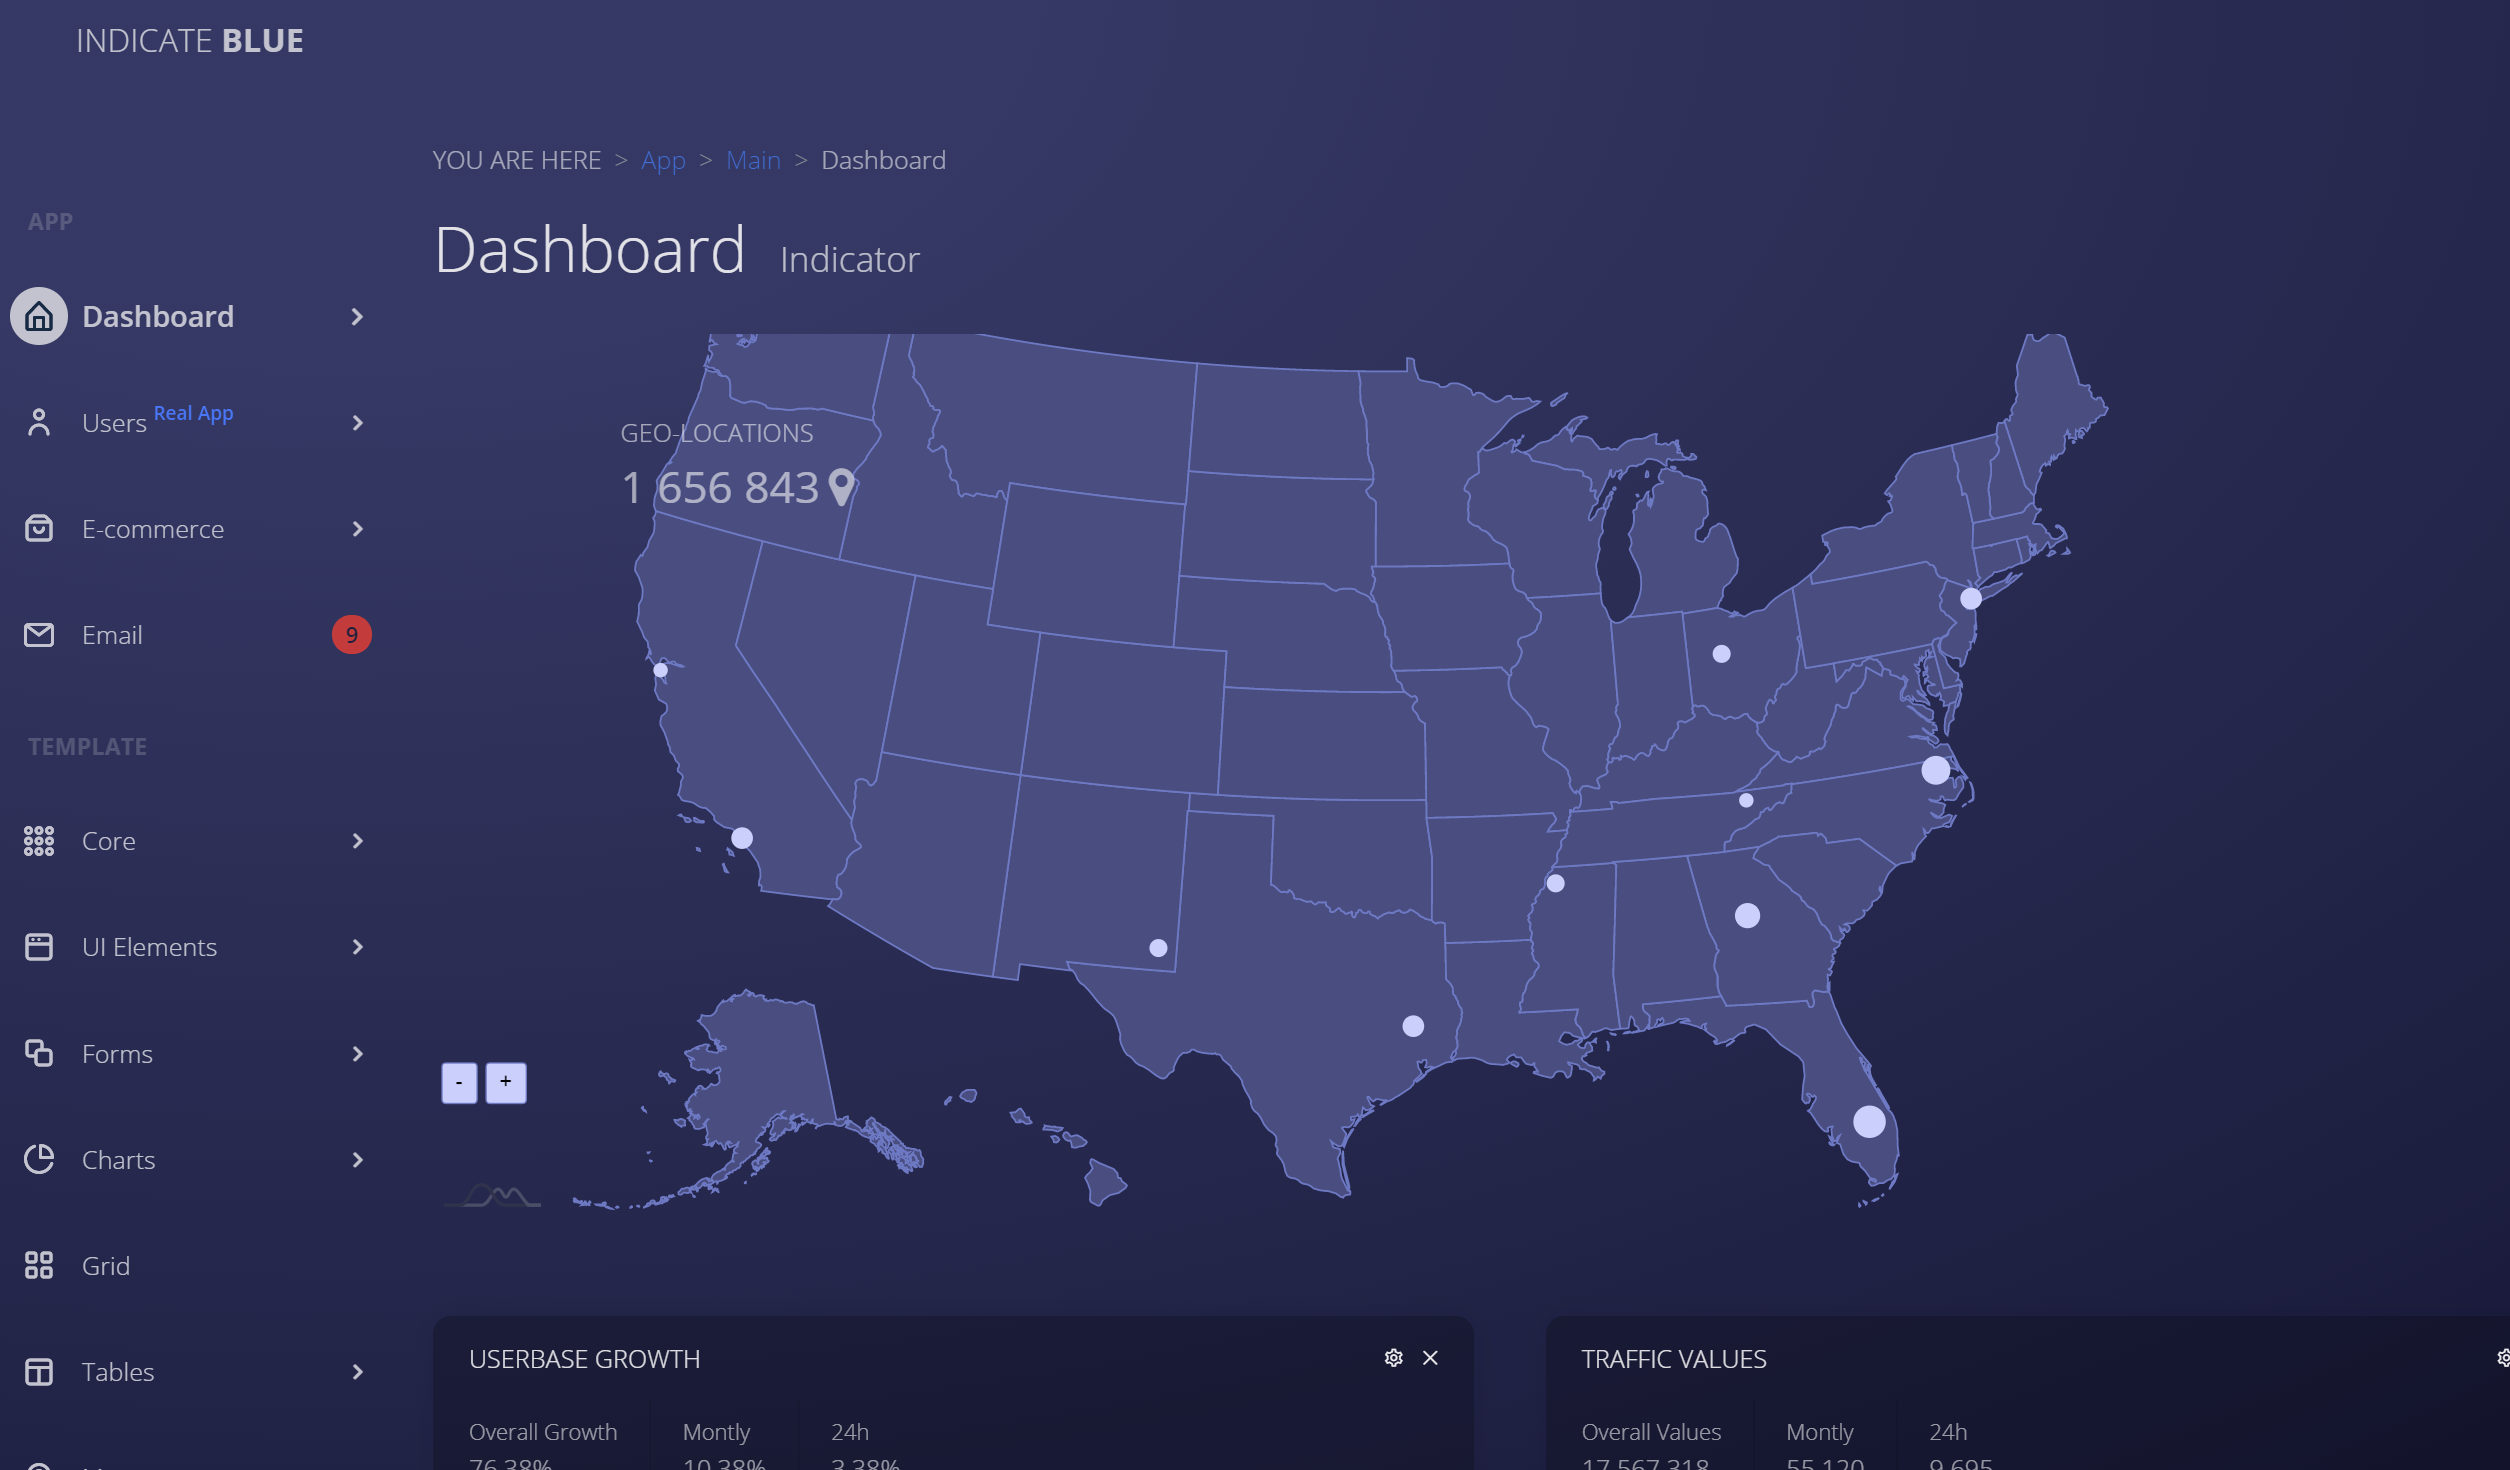 INDICATE BLUE
YOU ARE HERE > App > Main > Dashboard
APP
Dashboard Indicator
Dashboard
Users Real App
GEO-LOCATIONS
1 656 843
E-commerce
Email 9
TEMPLATE
Core
UI Elements
Forms
- +
Charts
Grid
Tables
USERBASE GROWTH
Overall Growth Montly 24h
76.38% 10.38% 3.38%
TRAFFIC VALUES
Overall Values Montly 24h
17 567 318 55 120 9 695